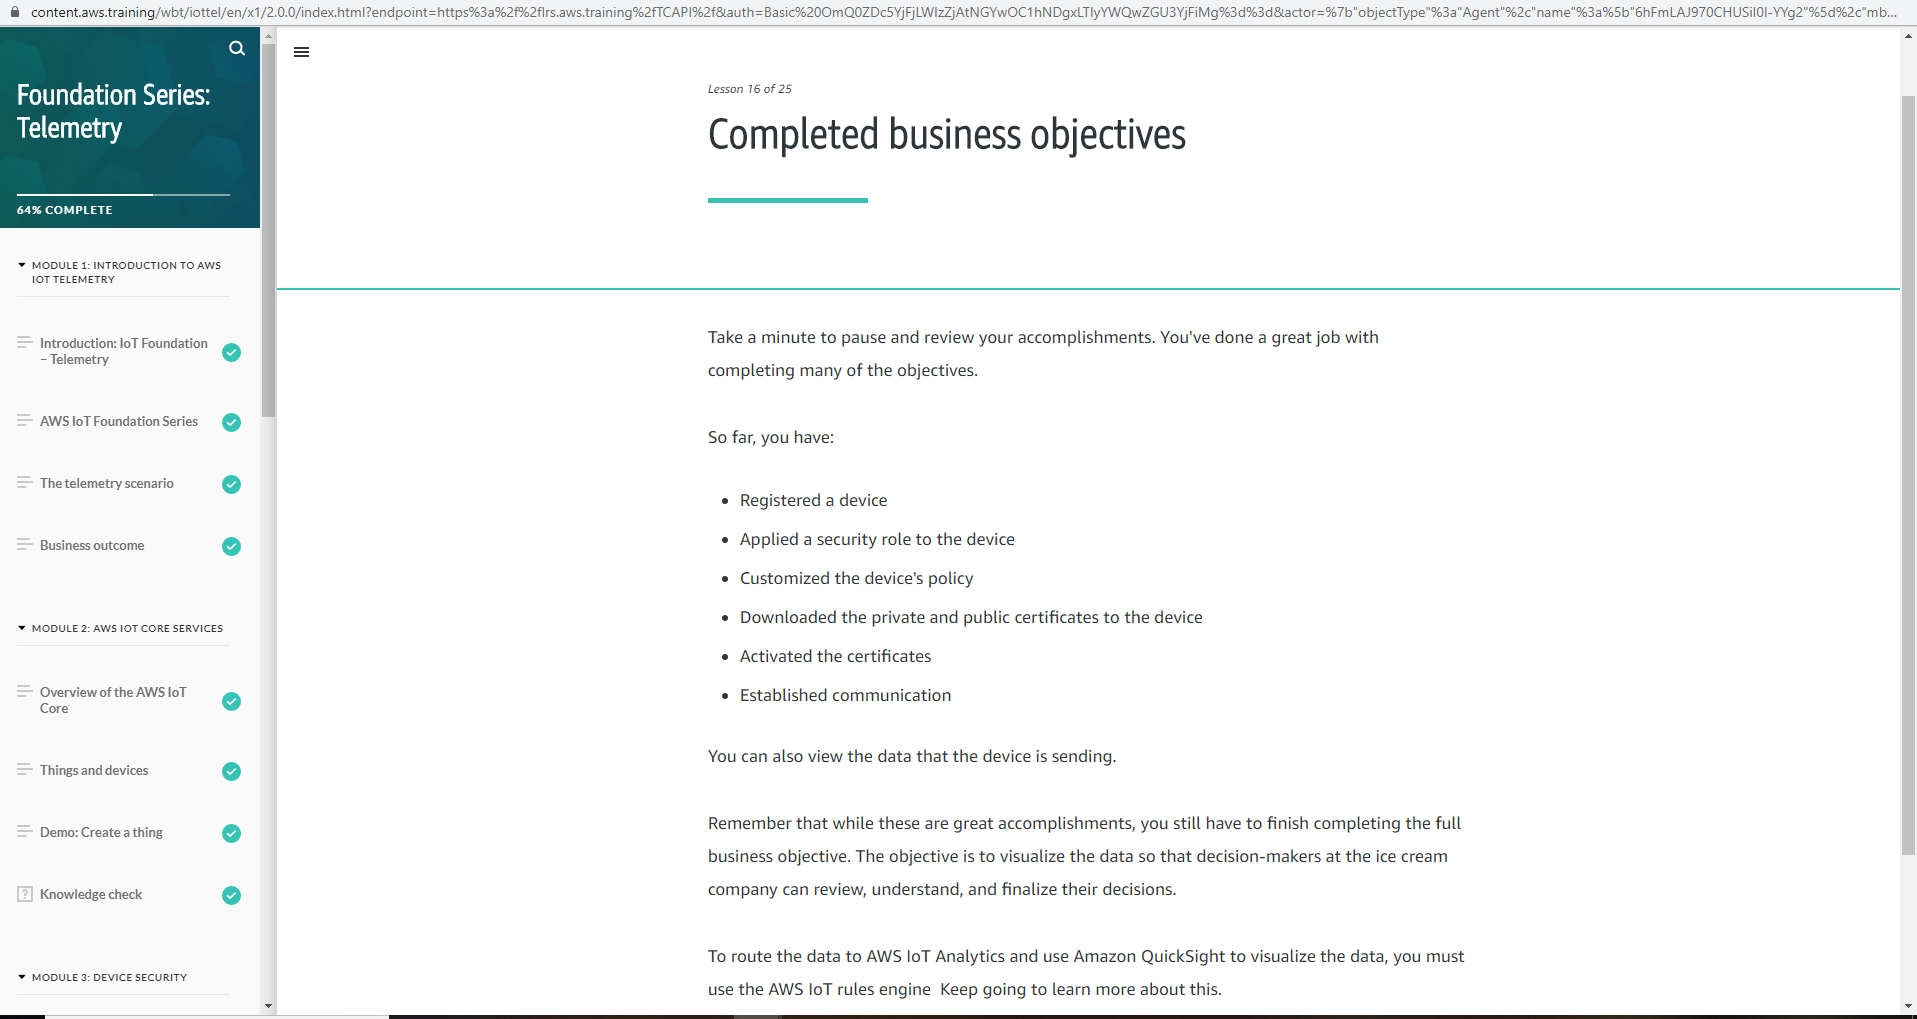 content.aws.training/wbt/iottel/en/x1/2.0.0/index.html?endpoint=https%3a%2f%2flrs.aws.training%2fTCAPI%2f&auth=Basic%20OmQ0ZDc5YjFjLWIzZjAtNGYwOC1hNDgxLTIyYWQwZGU3YjFiMg%3d%3d&actor=%7b"objectType"%3a"Agent"%2c"name"%3a%5b"6hFmLAJ970CHUSiI0I-YYg2"%5d%2c"mb...
Foundation Series:
Telemetry
64% COMPLETE
MODULE 1: INTRODUCTION TO AWS
IOT TELEMETRY
Introduction: IoT Foundation
– Telemetry
AWS IoT Foundation Series
The telemetry scenario
Business outcome
MODULE 2: AWS IOT CORE SERVICES
Overview of the AWS IoT
Core
Things and devices
Demo: Create a thing
Knowledge check
MODULE 3: DEVICE SECURITY
Lesson 16 of 25
Completed business objectives
Take a minute to pause and review your accomplishments. You've done a great job with
completing many of the objectives.
So far, you have:
• Registered a device
• Applied a security role to the device
• Customized the device's policy
• Downloaded the private and public certificates to the device
• Activated the certificates
• Established communication
You can also view the data that the device is sending.
Remember that while these are great accomplishments, you still have to finish completing the full
business objective. The objective is to visualize the data so that decision-makers at the ice cream
company can review, understand, and finalize their decisions.
To route the data to AWS IoT Analytics and use Amazon QuickSight to visualize the data, you must
use the AWS IoT rules engine  Keep going to learn more about this.